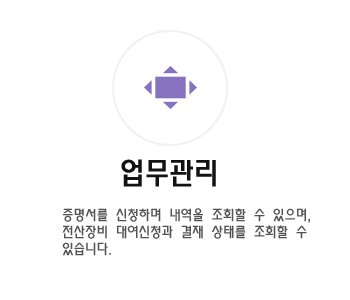 업무관리
증명서를 신청하며 내역을 조회할 수 있으며,
전산장비 대여신청과 결재 상태를 조회할 수
있습니다.